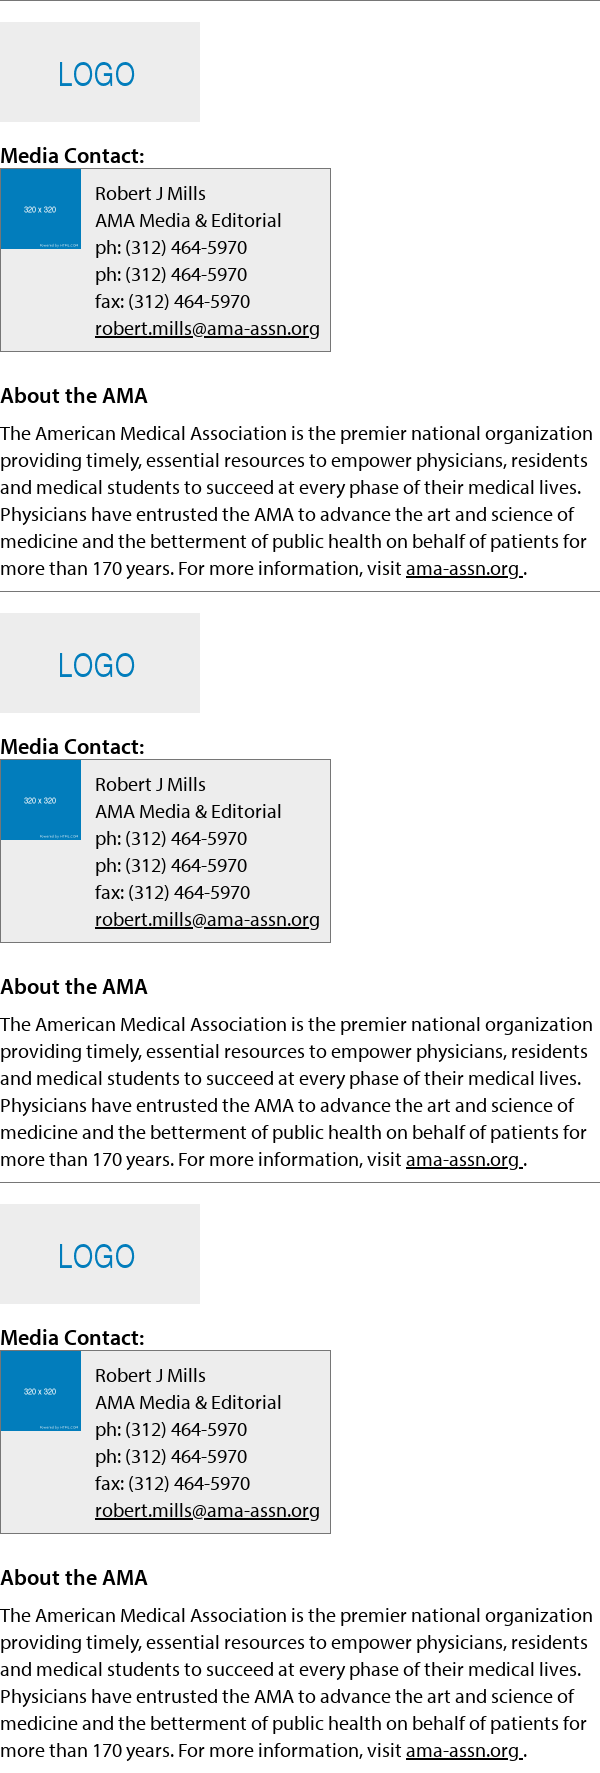 LOGO
Media Contact:
320 x 320
Powered by HTML.COM
Robert J Mills
AMA Media & Editorial
ph: (312) 464-5970
ph: (312) 464-5970
fax: (312) 464-5970
robert.mills@ama-assn.org
About the AMA
The American Medical Association is the premier national organization
providing timely, essential resources to empower physicians, residents
and medical students to succeed at every phase of their medical lives.
Physicians have entrusted the AMA to advance the art and science of
medicine and the betterment of public health on behalf of patients for
more than 170 years. For more information, visit ama-assn.org .
LOGO
Media Contact:
320 x 320
Powered by HTML.COM
Robert J Mills
AMA Media & Editorial
ph: (312) 464-5970
ph: (312) 464-5970
fax: (312) 464-5970
robert.mills@ama-assn.org
About the AMA
The American Medical Association is the premier national organization
providing timely, essential resources to empower physicians, residents
and medical students to succeed at every phase of their medical lives.
Physicians have entrusted the AMA to advance the art and science of
medicine and the betterment of public health on behalf of patients for
more than 170 years. For more information, visit ama-assn.org .
LOGO
Media Contact:
320 x 320
Powered by HTML.COM
Robert J Mills
AMA Media & Editorial
ph: (312) 464-5970
ph: (312) 464-5970
fax: (312) 464-5970
robert.mills@ama-assn.org
About the AMA
The American Medical Association is the premier national organization
providing timely, essential resources to empower physicians, residents
and medical students to succeed at every phase of their medical lives.
Physicians have entrusted the AMA to advance the art and science of
medicine and the betterment of public health on behalf of patients for
more than 170 years. For more information, visit ama-assn.org .